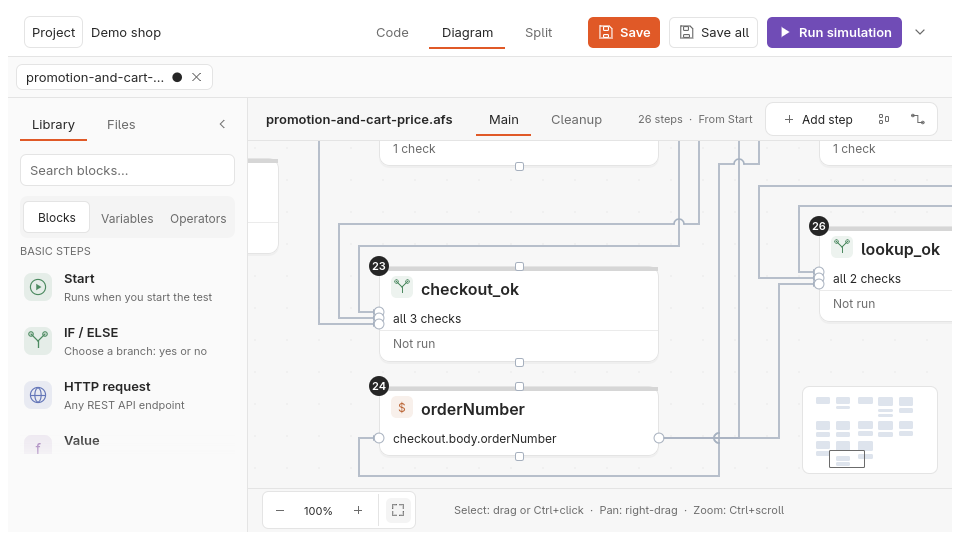 Project
Demo shop
Code
Diagram
Split
Save
Save all
Run simulation
promotion-and-cart-...
Library
Files
promotion-and-cart-price.afs
Main
Cleanup
26 steps · From Start
Add step
Search blocks...
Blocks
Variables
Operators
BASIC STEPS
Start
Runs when you start the test
IF / ELSE
Choose a branch: yes or no
HTTP request
Any REST API endpoint
f
Value
1 check
1 check
23
checkout_ok
all 3 checks
Not run
24
$
orderNumber
checkout.body.orderNumber
26
lookup_ok
all 2 checks
Not run
100%
Select: drag or Ctrl+click · Pan: right-drag · Zoom: Ctrl+scroll